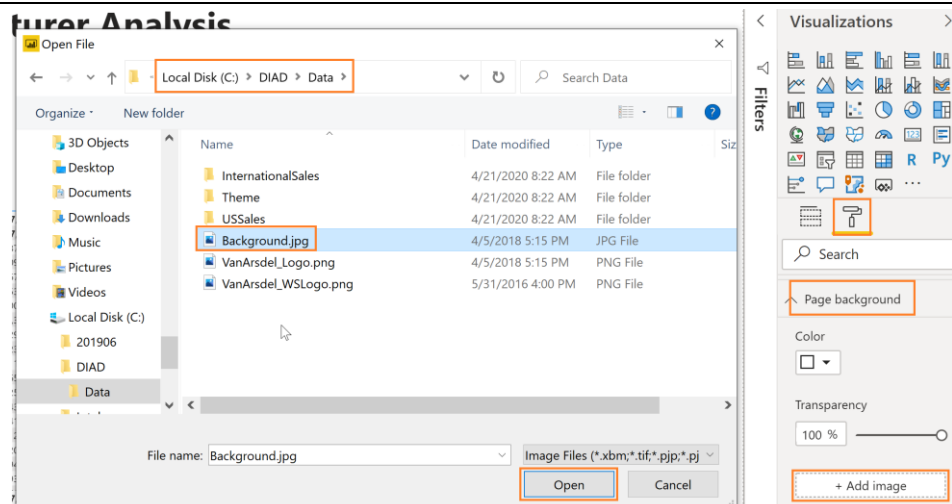 turer Analysis
Open File
Local Disk (C:) > DIAD > Data >
Search Data
Organize
New folder
?
3D Objects
Desktop
Documents
Downloads
Music
Pictures
Videos
Local Disk (C:)
201906
DIAD
Data
Name Date modified Type Siz
InternationalSales 4/21/2020 8:22 AM File folder
Theme 4/21/2020 8:22 AM File folder
USSales 4/21/2020 8:22 AM File folder
Background.jpg 4/5/2018 5:15 PM JPG File
VanArsdel_Logo.png 4/5/2018 5:15 PM PNG File
VanArsdel_WSLogo.png 5/31/2016 4:00 PM PNG File
File name: Background.jpg
Image Files (*.xbm;*.tif;*.pjp;*.pj
Open
Cancel
Filters
Visualizations
123
R Py
Search
Page background
Color
Transparency
100 %
+ Add image